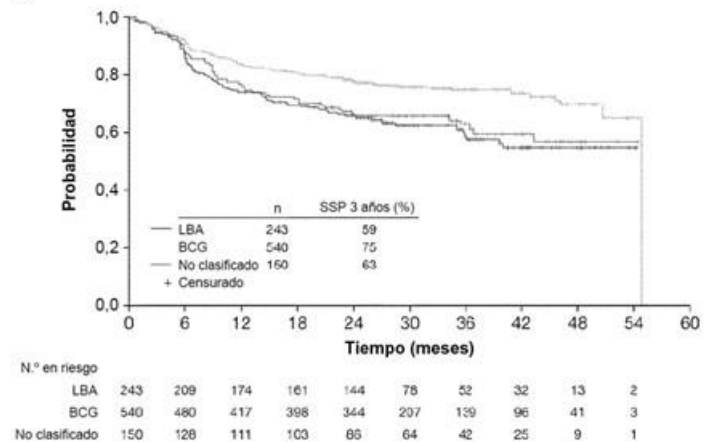 1,0
0,8
0,6
0,4
0,2
0,0
Probabilidad
n SSP 3 años (%)
LBA 243 59
BCG 540 75
No clasificado 150 63
+ Censurado
0 6 12 18 24 30 36 42 48 54 60
Tiempo (meses)
N.º en riesgo
LBA 243 209 174 161 144 78 52 32 13 2
BCG 540 480 417 398 344 207 139 96 41 3
No clasificado 150 128 111 103 86 64 42 25 9 1